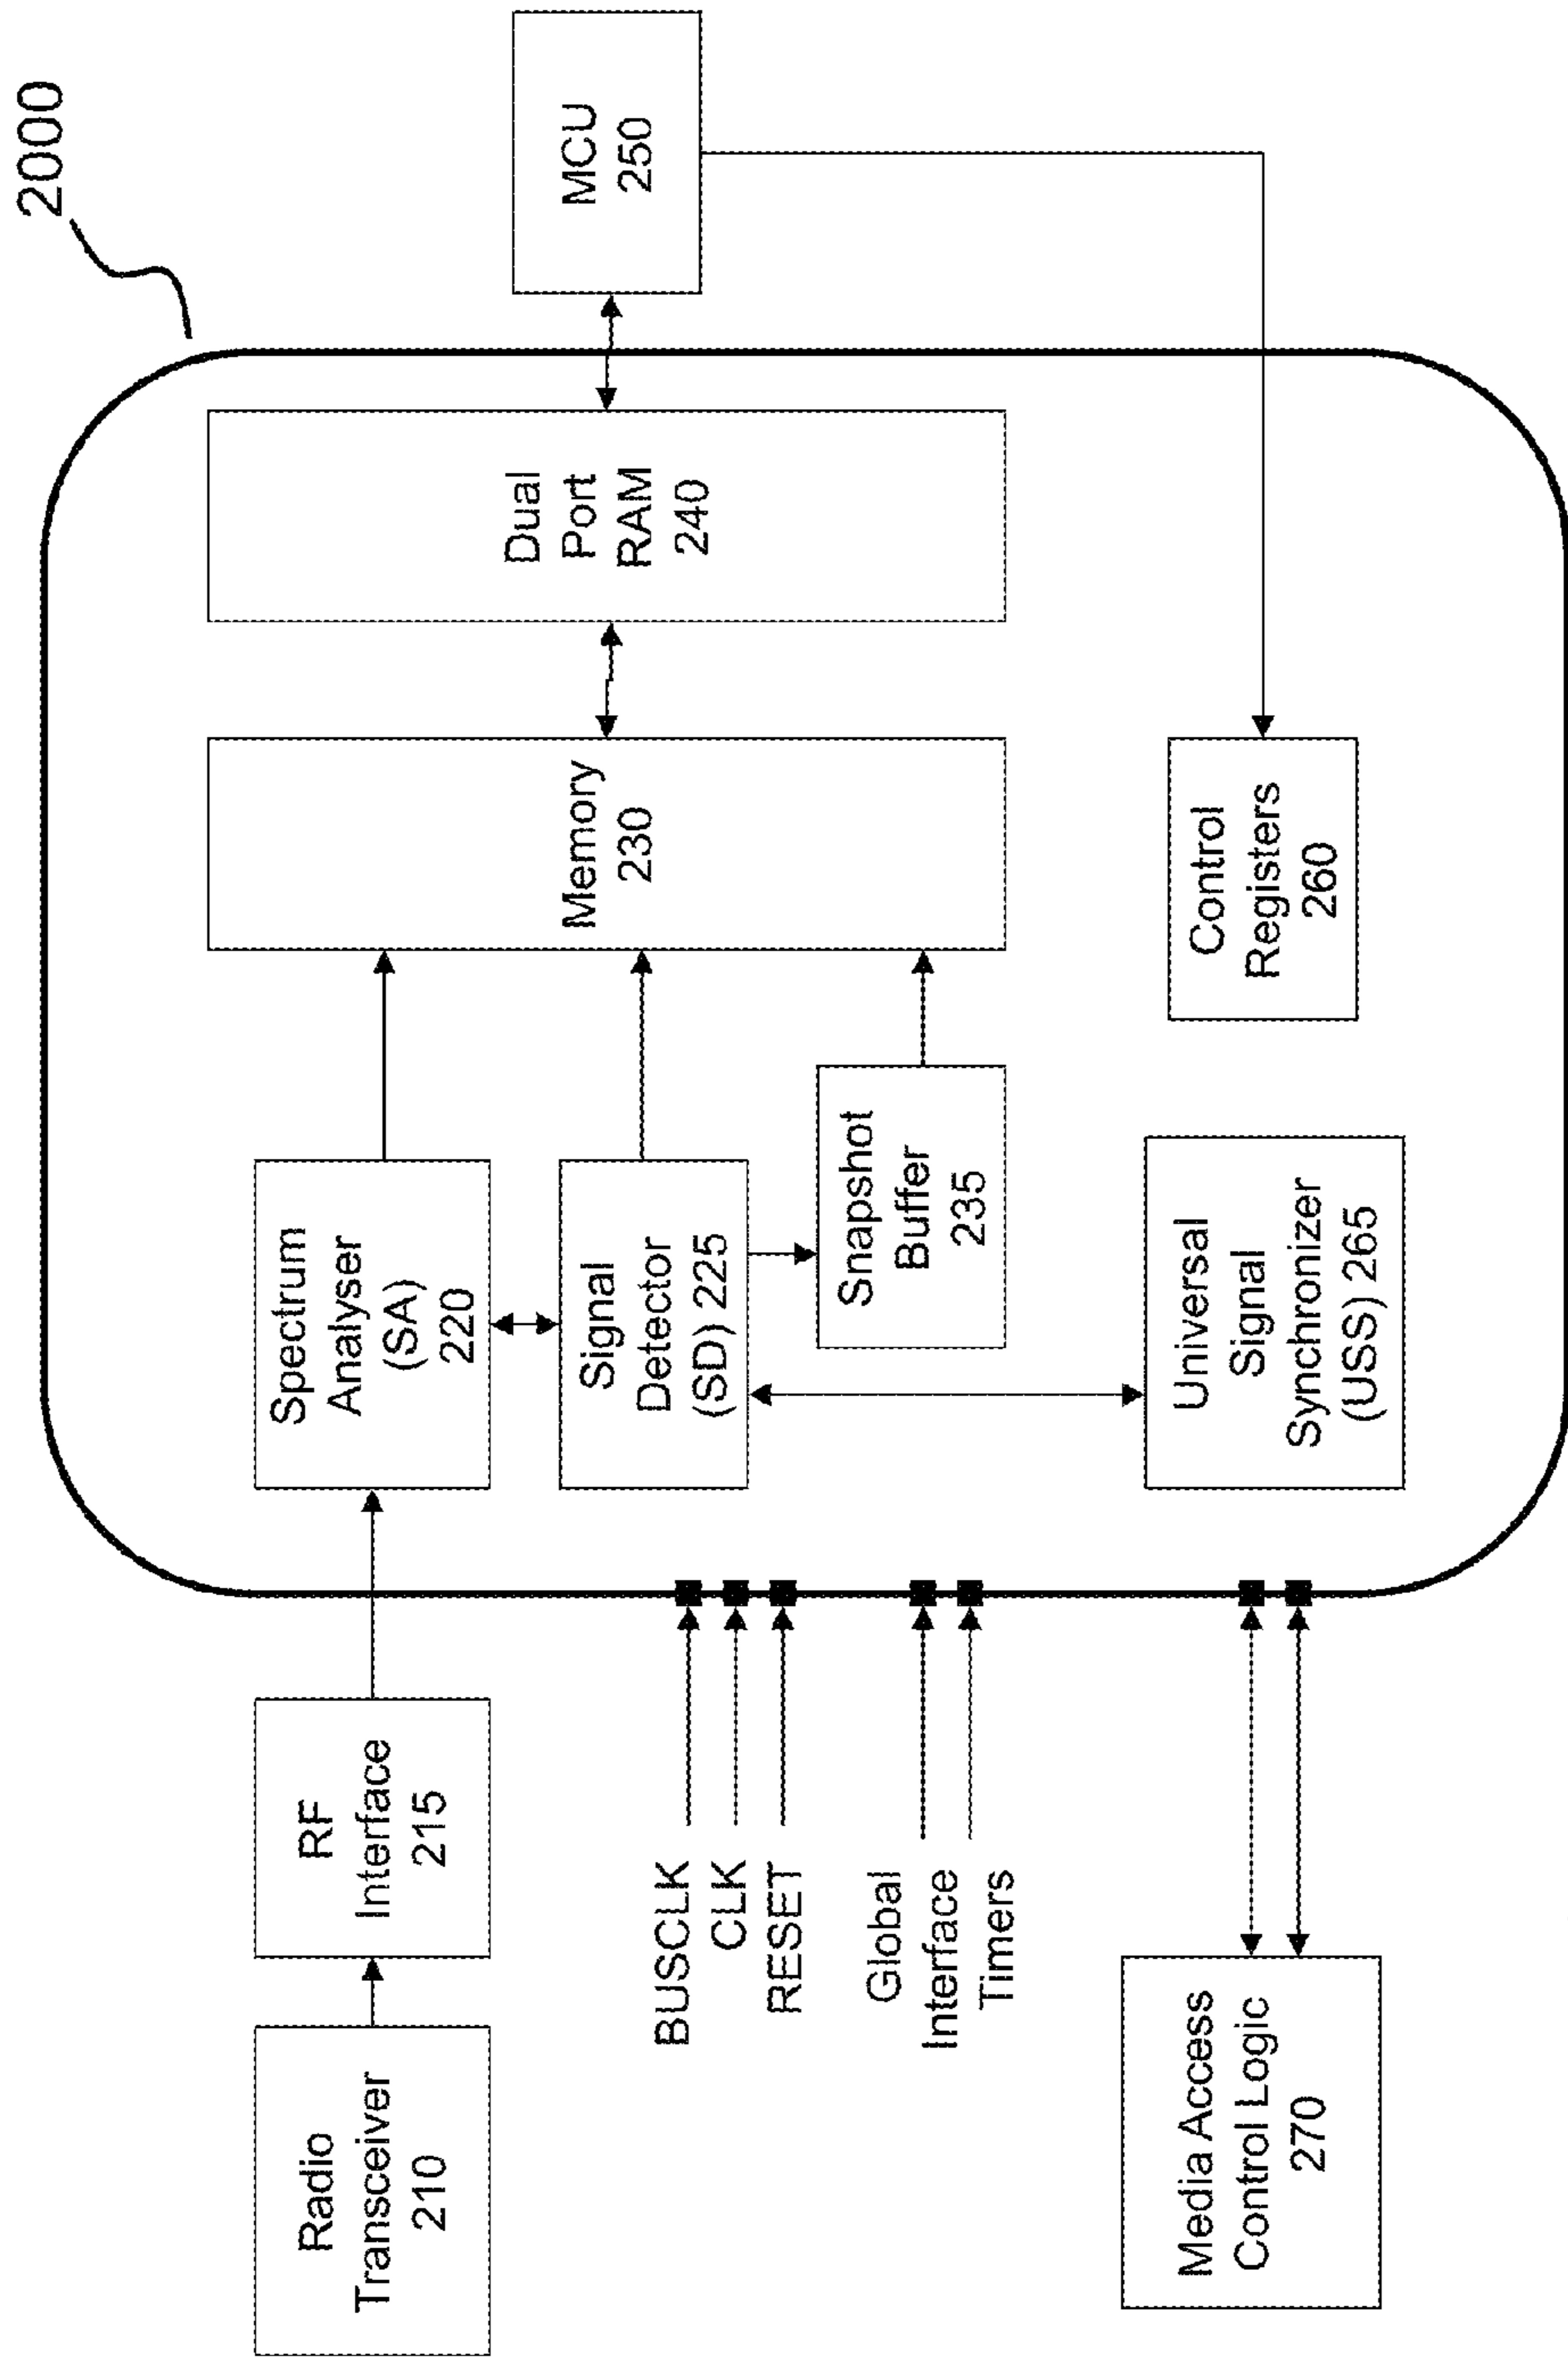 2000
Radio
Transceiver
210
RF
Interface
215
Spectrum
Analyser
(SA)
220
Signal
Detector
(SD) 225
Snapshot
Buffer
235
Memory
230
Dual
Port
RAM
240
MCU
250
BUSCLK
CLK
RESET
Global
Interface
Timers
Media Access
Control Logic
270
Universal
Signal
Synchronizer
(USS) 265
Control
Registers
260